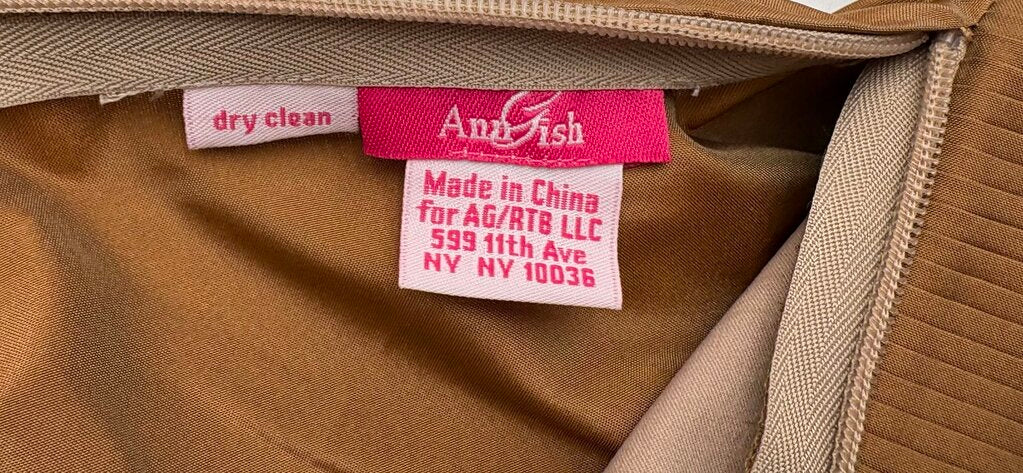 dry clean
AnnGish
Made in China
for AG/RTB LLC
599 11th Ave
NY NY 10036